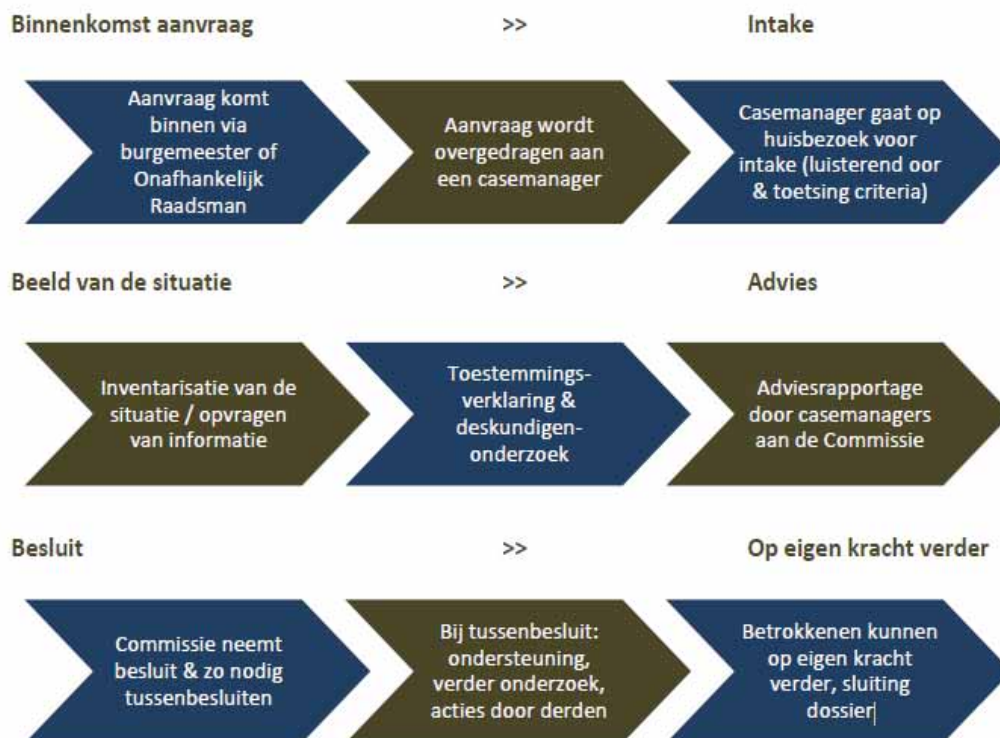 Binnenkomst aanvraag >> Intake
Aanvraag komt
binnen via
burgemeester of
Onafhankelijk
Raadsman
Aanvraag wordt
overgedragen aan
een casemanager
Casemanager gaat op
huisbezoek voor
intake (luisterend oor
& toetsing criteria)
Beeld van de situatie >> Advies
Inventarisatie van de
situatie / opvragen
van informatie
Toestemmings-
verklaring &
deskundigen-
onderzoek
Adviesrapportage
door casemanagers
aan de Commissie
Besluit >> Op eigen kracht verder
Commissie neemt
besluit & zo nodig
tussenbesluiten
Bij tussenbesluit:
ondersteuning,
verder onderzoek,
acties door derden
Betrokkenen kunnen
op eigen kracht
verder, sluiting
dossier